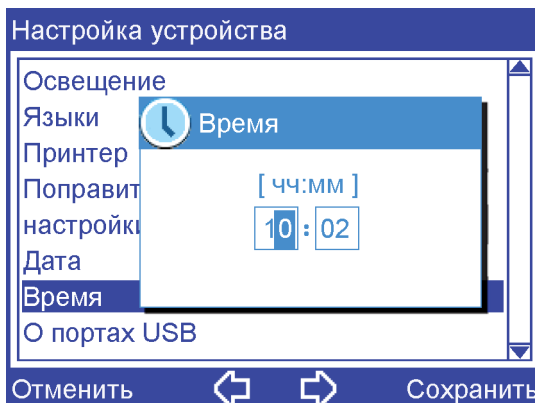 Настройка устройства
Освещение
Языки
Принтер
Поправит
настройки
Дата
Время
О портах USB
Время
[ чч:мм ]
10 : 02
Отменить
Сохранить